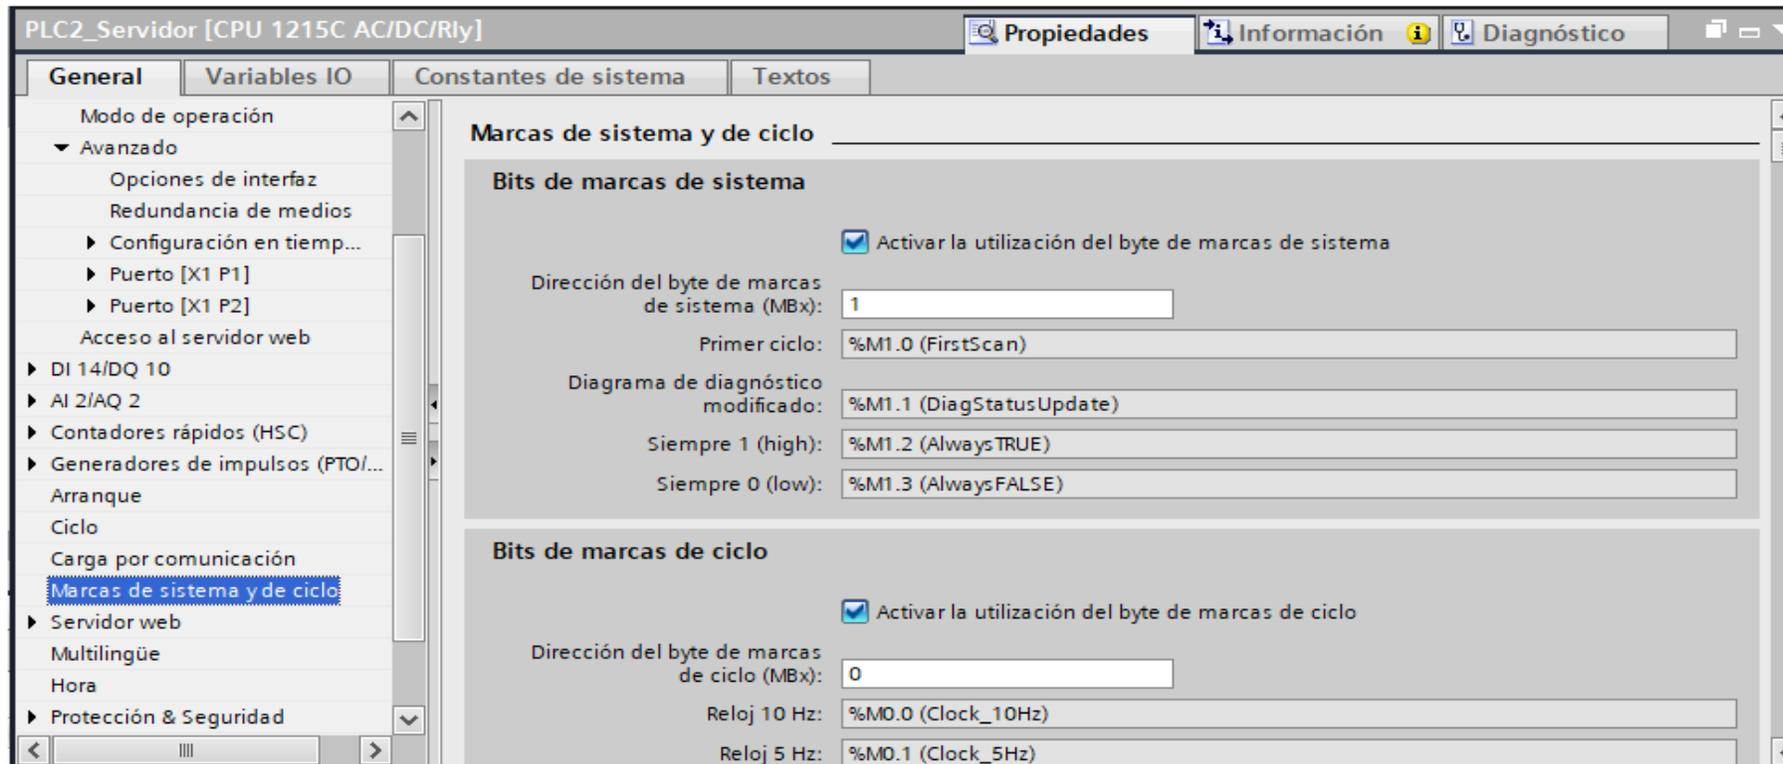 PLC2_Servidor [CPU 1215C AC/DC/Rly]
Propiedades
Información
Diagnóstico
General
Variables IO
Constantes de sistema
Textos
Modo de operación
Avanzado
Opciones de interfaz
Redundancia de medios
Configuración en tiemp...
Puerto [X1 P1]
Puerto [X1 P2]
Acceso al servidor web
DI 14/DQ 10
AI 2/AQ 2
Contadores rápidos (HSC)
Generadores de impulsos (PTO/...
Arranque
Ciclo
Carga por comunicación
Marcas de sistema y de ciclo
Servidor web
Multilingüe
Hora
Protección & Seguridad
Marcas de sistema y de ciclo
Bits de marcas de sistema
Activar la utilización del byte de marcas de sistema
Dirección del byte de marcas
de sistema (MBx): 1
Primer ciclo: %M1.0 (FirstScan)
Diagrama de diagnóstico
modificado: %M1.1 (DiagStatusUpdate)
Siempre 1 (high): %M1.2 (AlwaysTRUE)
Siempre 0 (low): %M1.3 (AlwaysFALSE)
Bits de marcas de ciclo
Activar la utilización del byte de marcas de ciclo
Dirección del byte de marcas
de ciclo (MBx): 0
Reloj 10 Hz: %M0.0 (Clock_10Hz)
Reloj 5 Hz: %M0.1 (Clock_5Hz)